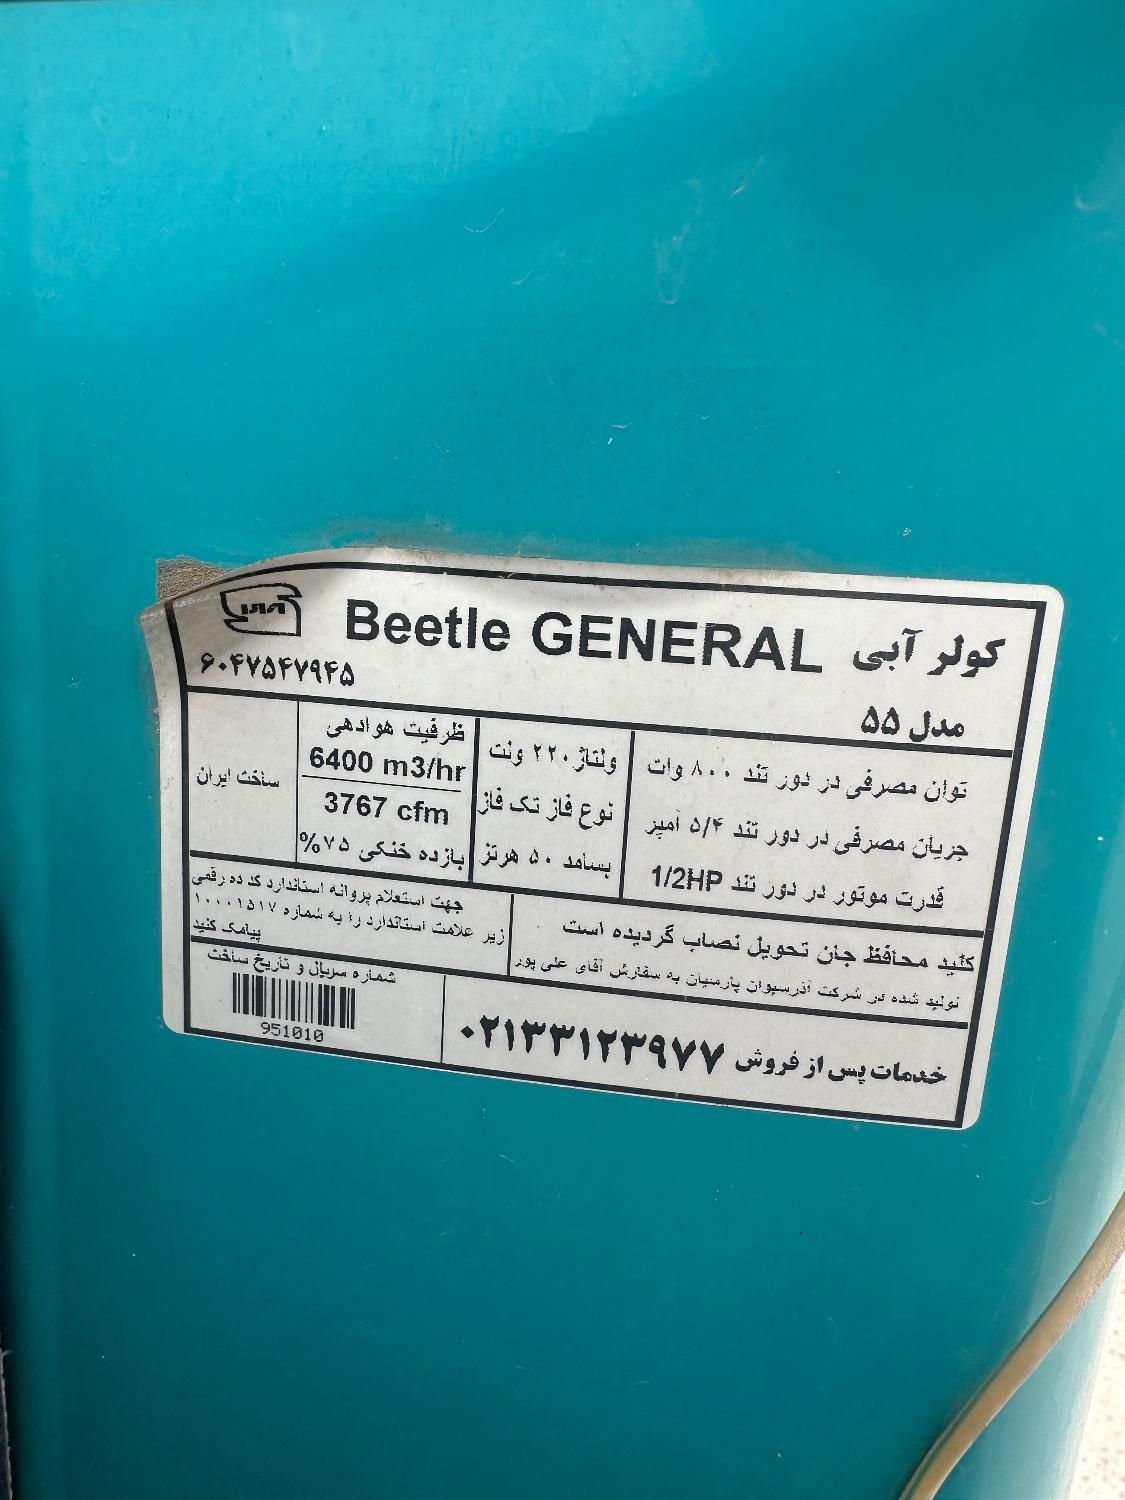 کولر آبی Beetle GENERAL
۶۰۴۷۵۴۷۹۴۵
مدل ۵۵
توان مصرفی در دور تند ۸۰۰ وات
جریان مصرفی در دور تند ۵/۴ آمپر
قدرت موتور در دور تند 1/2HP
ولتاژ ۲۲۰ ولت
نوع فاز تک فاز
بسامد ۵۰ هرتز
ظرفیت هوادهی
6400 m3/hr
3767 cfm
بازده خنکی ۷۵%
ساخت ایران
کلید محافظ جان تحویل نصاب گردیده است
تولید شده در شرکت آذرسیوان پارسیان به سفارش آقای علی پور
جهت استعلام پروانه استاندارد کد ده رقمی
زیر علامت استاندارد را به شماره ۱۰۰۰۱۵۱۷
پیامک کنید
خدمات پس از فروش ۰۲۱۳۳۱۲۳۹۷۷
شماره سریال و تاریخ ساخت
951010